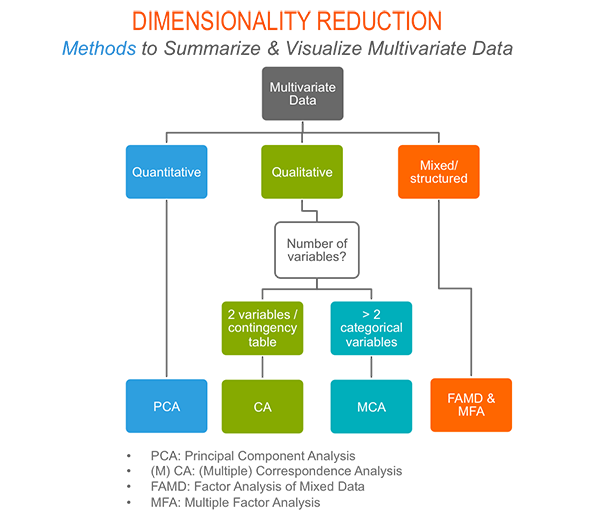 DIMENSIONALITY REDUCTION
Methods to Summarize & Visualize Multivariate Data
Multivariate
Data
Quantitative
Qualitative
Mixed/
structured
Number of
variables?
2 variables /
contingency
table
> 2
categorical
variables
PCA
CA
MCA
FAMD &
MFA
• PCA: Principal Component Analysis
• (M) CA: (Multiple) Correspondence Analysis
• FAMD: Factor Analysis of Mixed Data
• MFA: Multiple Factor Analysis